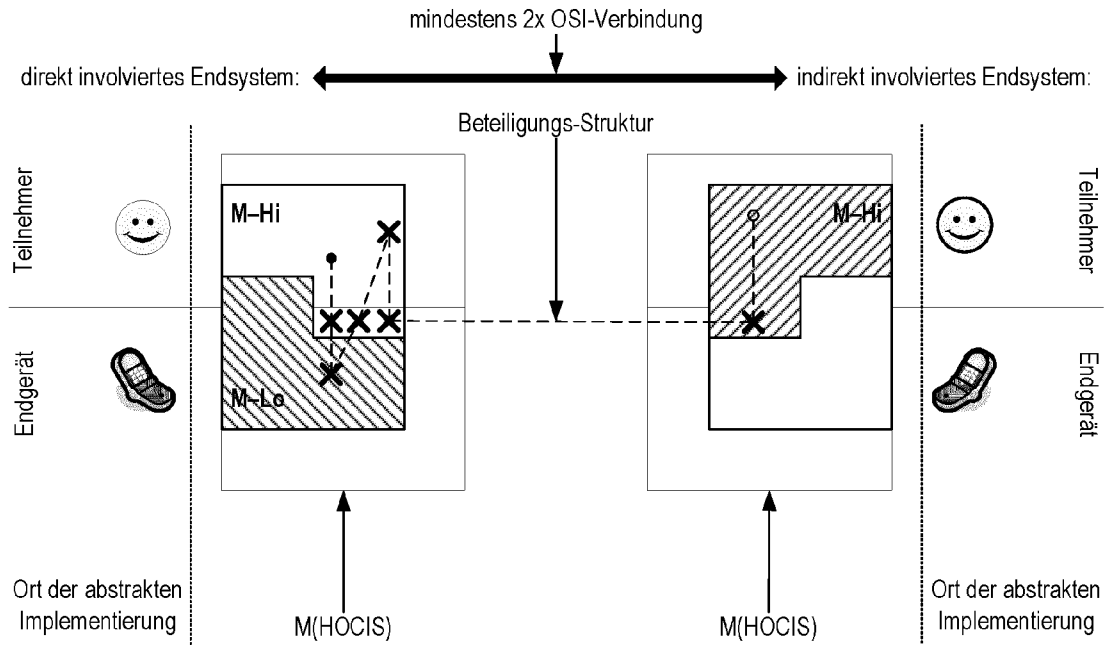 mindestens 2x OSI-Verbindung
direkt involviertes Endsystem:
indirekt involviertes Endsystem:
Beteiligungs-Struktur
Teilnehmer
M–Hi
M–Hi
Teilnehmer
Endgerät
M–Lo
Endgerät
Ort der abstrakten
Implementierung
M(HOCIS)
M(HOCIS)
Ort der abstrakten
Implementierung